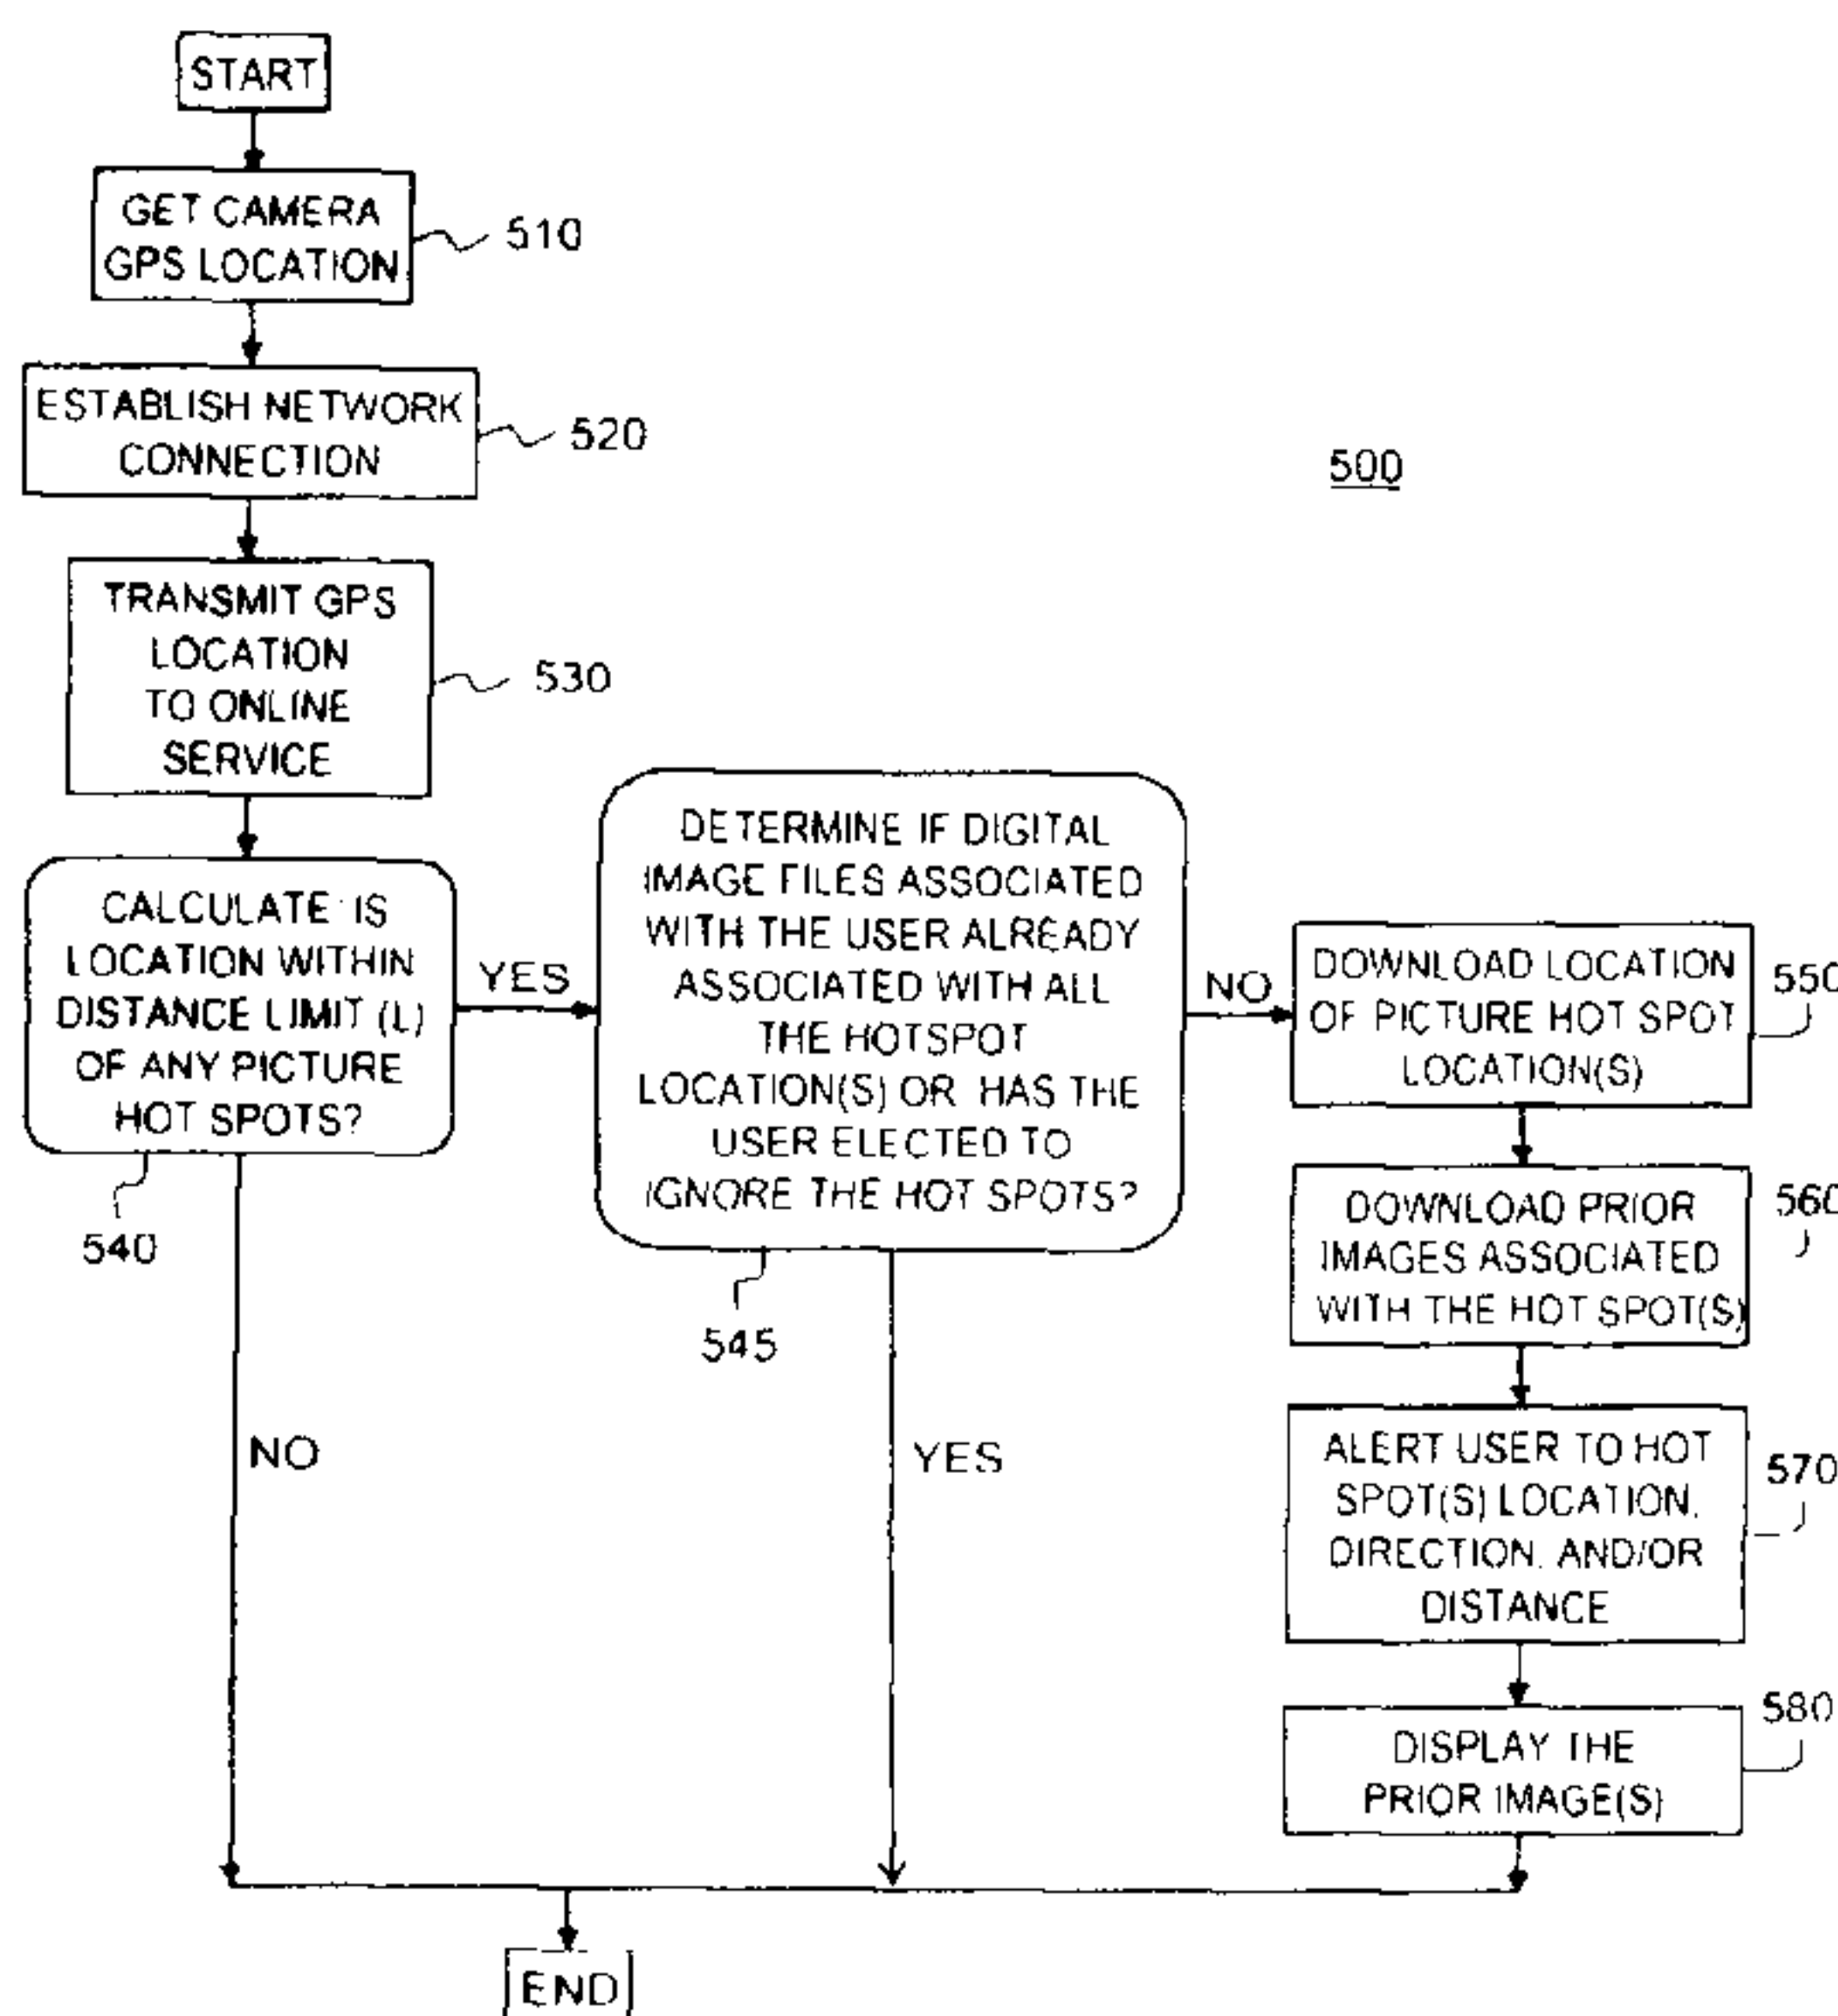 START
GET CAMERA
GPS LOCATION
510
ESTABLISH NETWORK
CONNECTION
520
500
TRANSMIT GPS
LOCATION
TO ONLINE
SERVICE
530
CALCULATE IS
LOCATION WITHIN
DISTANCE LIMIT (L)
OF ANY PICTURE
HOT SPOTS?
540
YES
NO
DETERMINE IF DIGITAL
IMAGE FILES ASSOCIATED
WITH THE USER ALREADY
ASSOCIATED WITH ALL
THE HOTSPOT
LOCATION(S) OR HAS THE
USER ELECTED TO
IGNORE THE HOT SPOTS?
545
NO
YES
DOWNLOAD LOCATION
OF PICTURE HOT SPOT
LOCATION(S)
550
DOWNLOAD PRIOR
IMAGES ASSOCIATED
WITH THE HOT SPOT(S)
560
ALERT USER TO HOT
SPOT(S) LOCATION,
DIRECTION, AND/OR
DISTANCE
570
DISPLAY THE
PRIOR IMAGE(S)
580
END